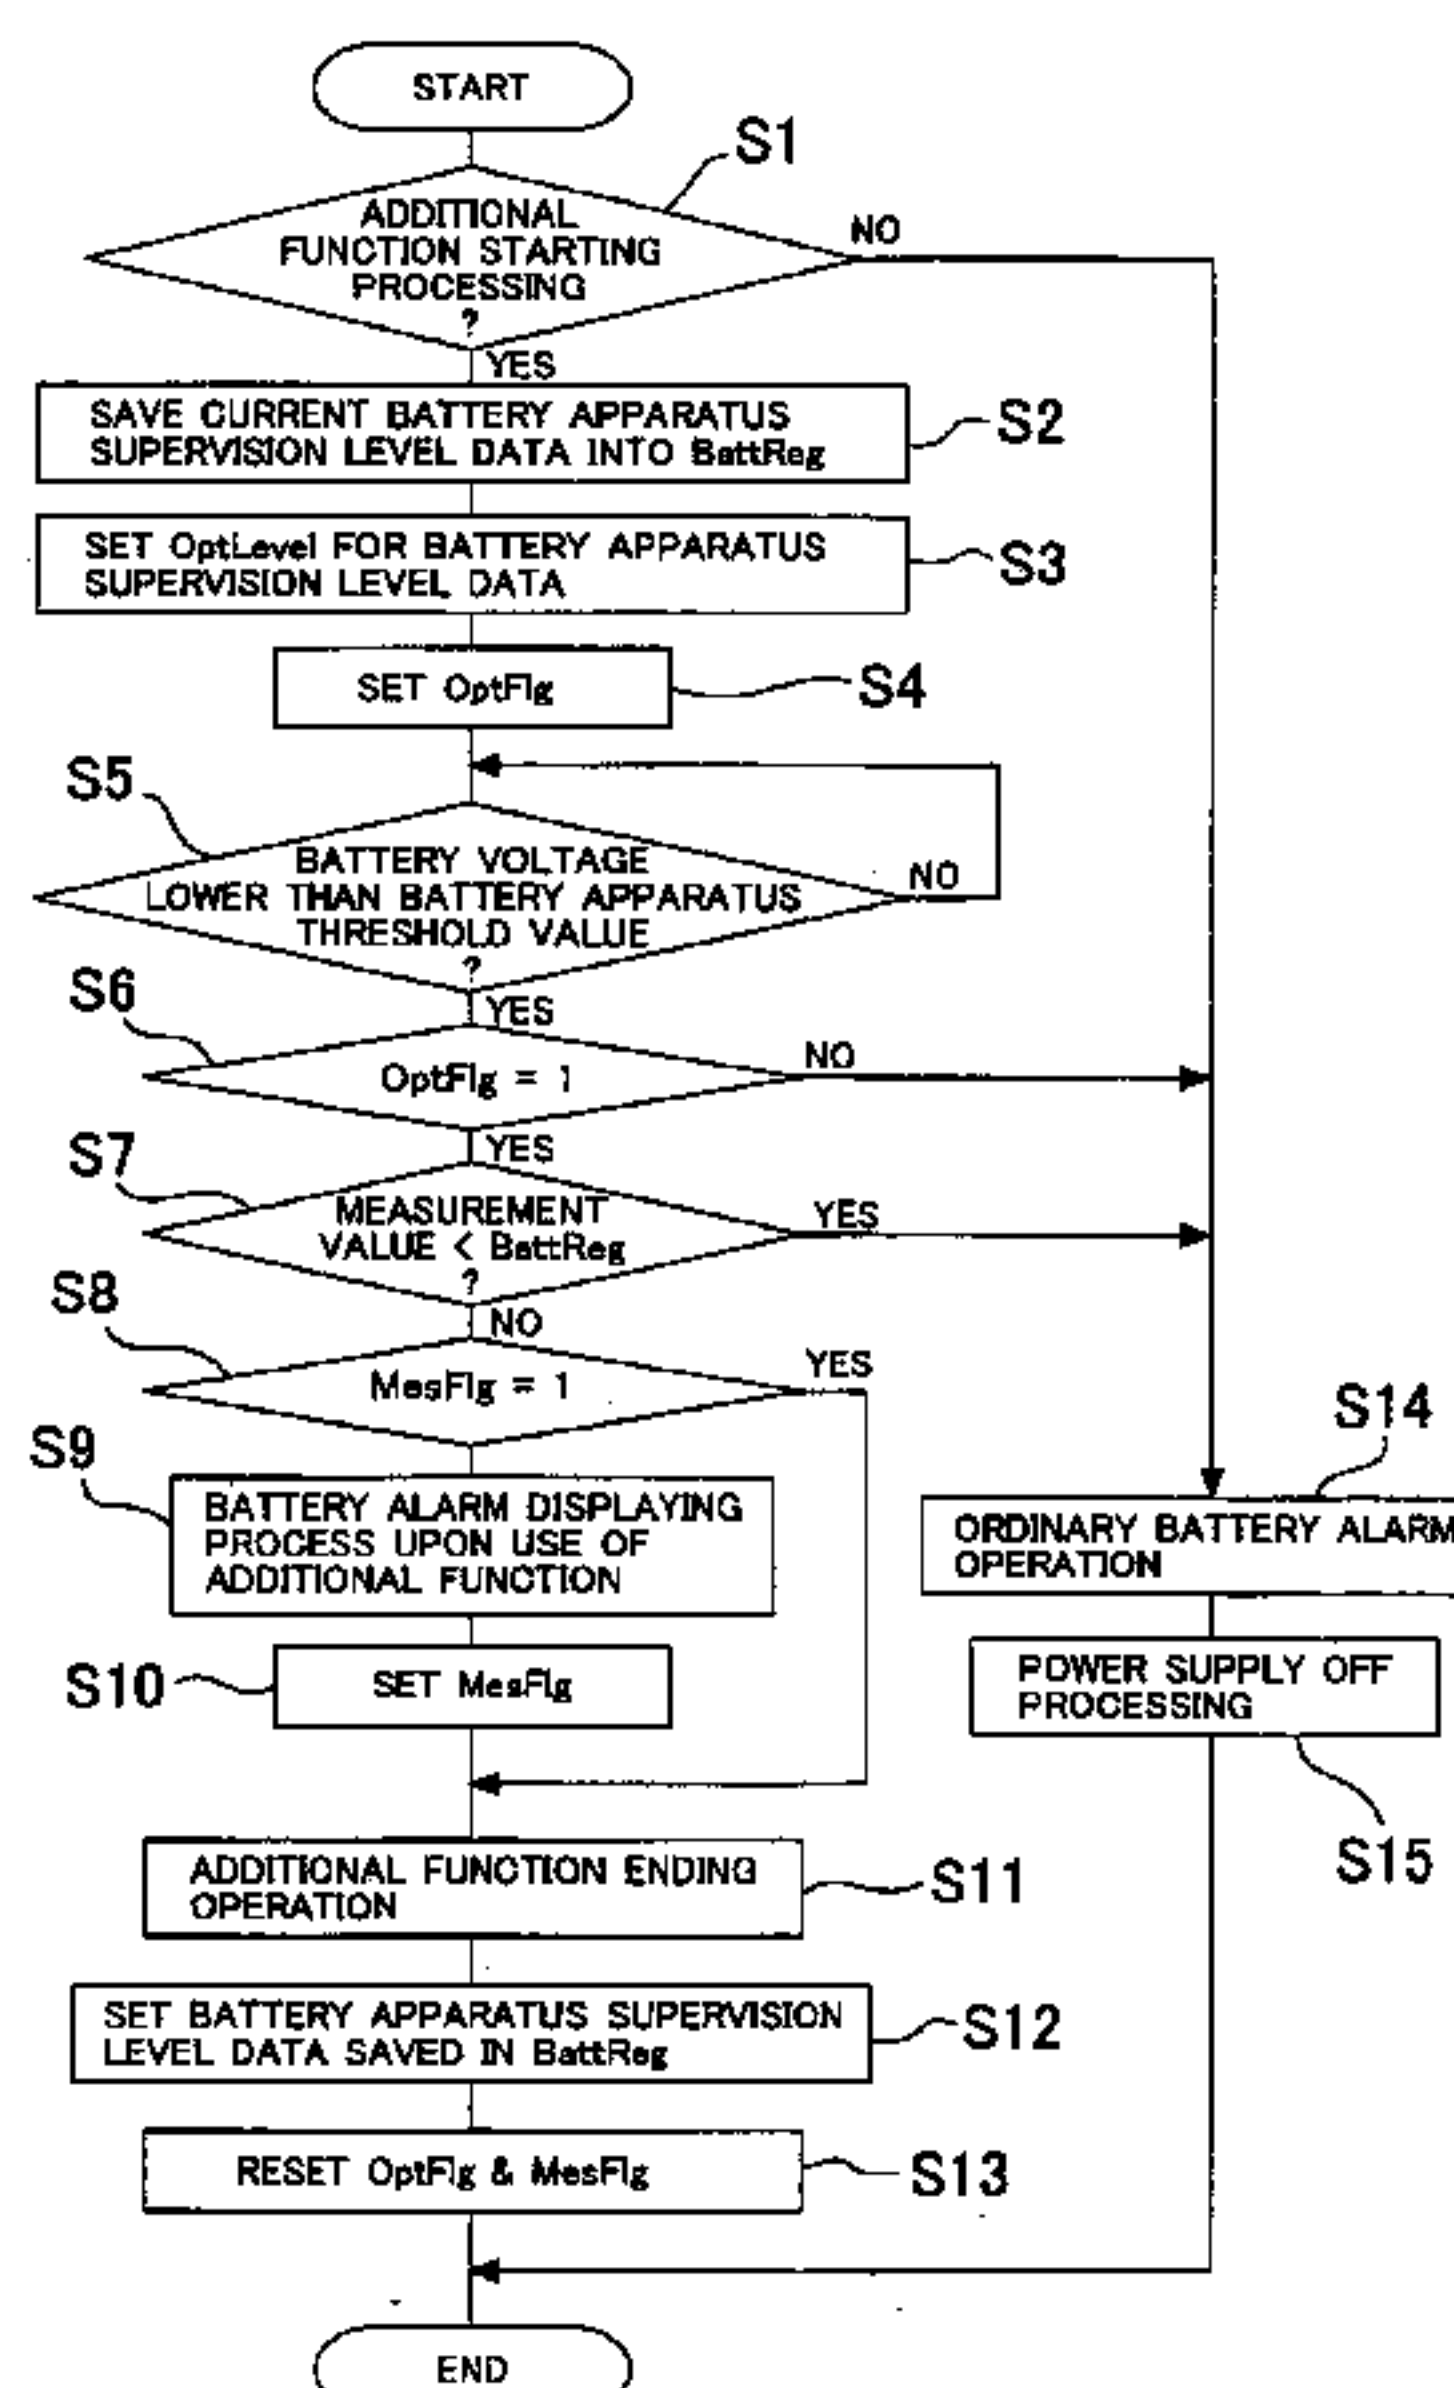 START
S1
ADDITIONAL
FUNCTION STARTING
PROCESSING
?
NO
YES
SAVE CURRENT BATTERY APPARATUS
SUPERVISION LEVEL DATA INTO BattReg
S2
SET OptLevel FOR BATTERY APPARATUS
SUPERVISION LEVEL DATA
S3
SET OptFlg
S4
S5
BATTERY VOLTAGE
LOWER THAN BATTERY APPARATUS
THRESHOLD VALUE
?
NO
YES
S6
OptFlg = 1
NO
YES
S7
MEASUREMENT
VALUE < BattReg
?
YES
NO
S8
MesFlg = 1
YES
S9
BATTERY ALARM DISPLAYING
PROCESS UPON USE OF
ADDITIONAL FUNCTION
S14
ORDINARY BATTERY ALARM
OPERATION
S10
SET MesFlg
POWER SUPPLY OFF
PROCESSING
S15
ADDITIONAL FUNCTION ENDING
OPERATION
S11
SET BATTERY APPARATUS SUPERVISION
LEVEL DATA SAVED IN BattReg
S12
RESET OptFlg & MesFlg
S13
END